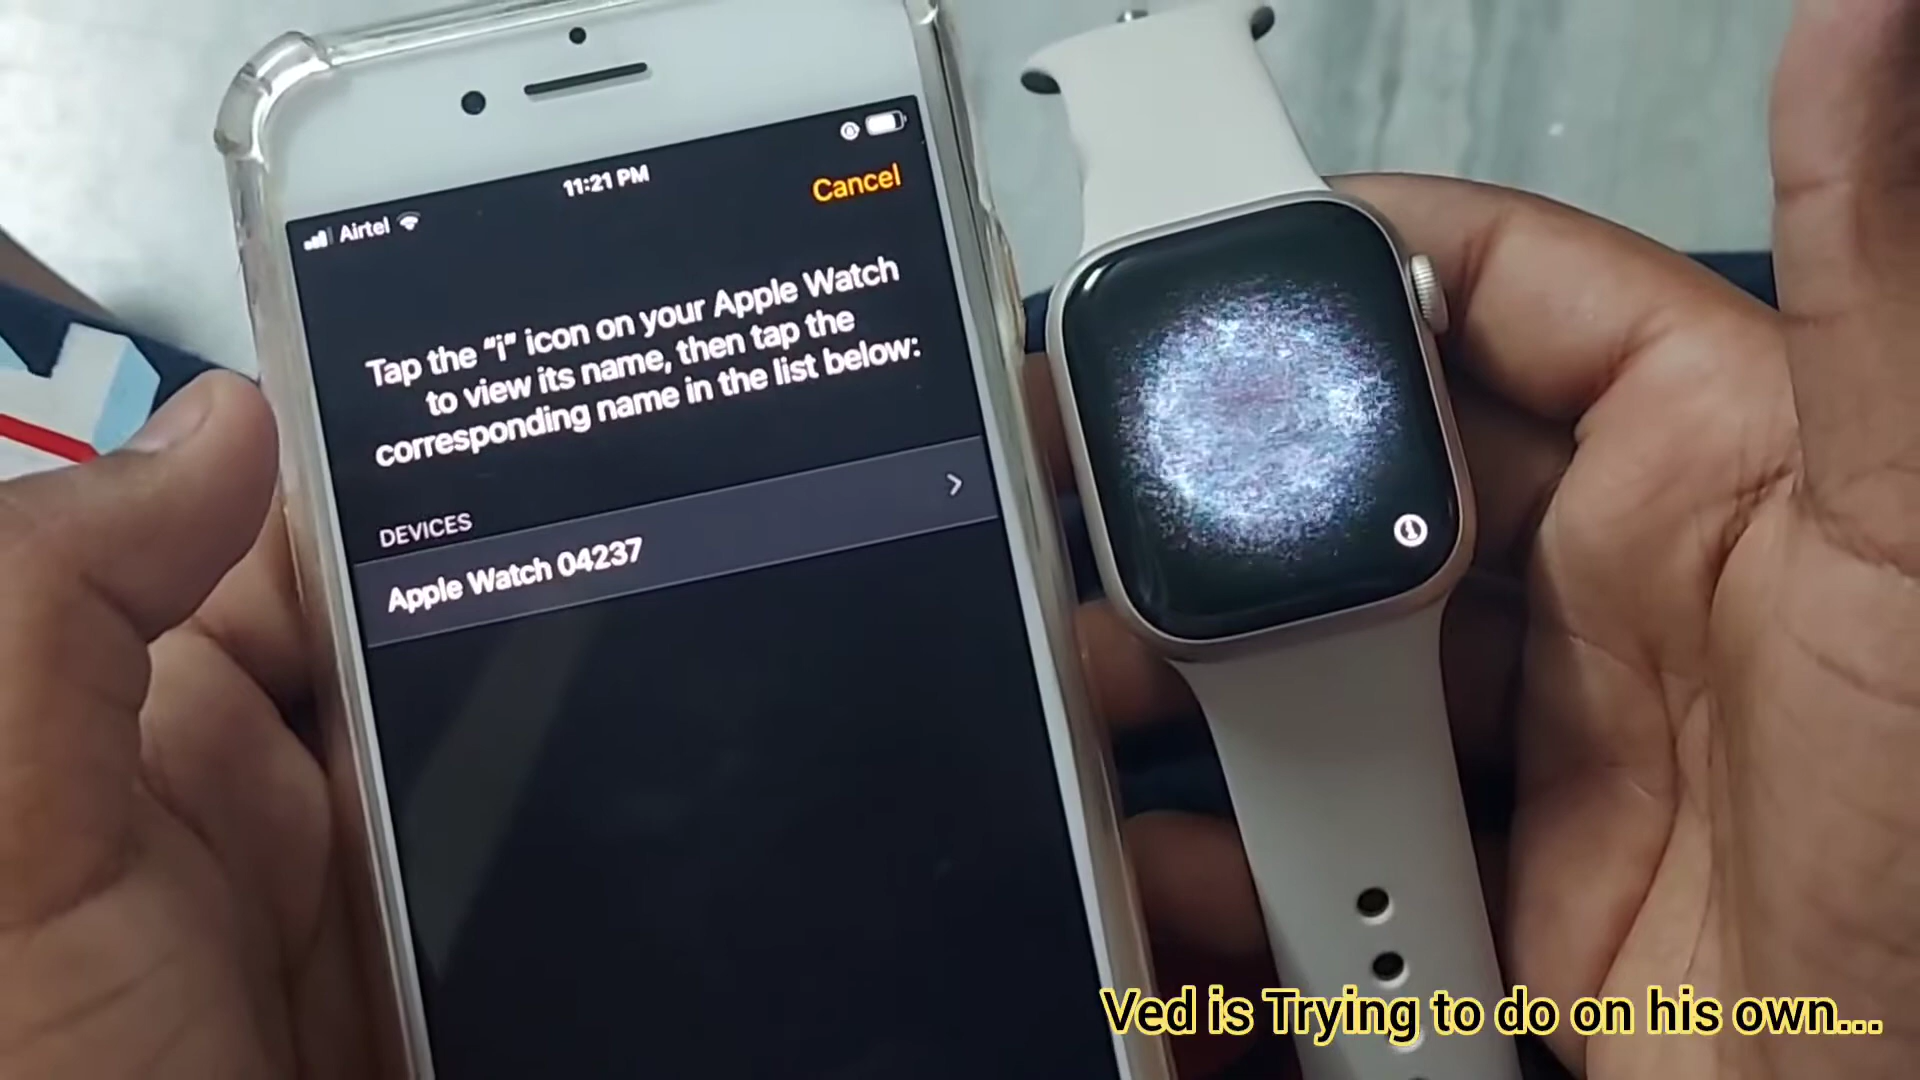 Airtel
11:21 PM
Cancel
Tap the “i” icon on your Apple Watch
to view its name, then tap the
corresponding name in the list below:
DEVICES
Apple Watch 04237
Ved is Trying to do on his own...